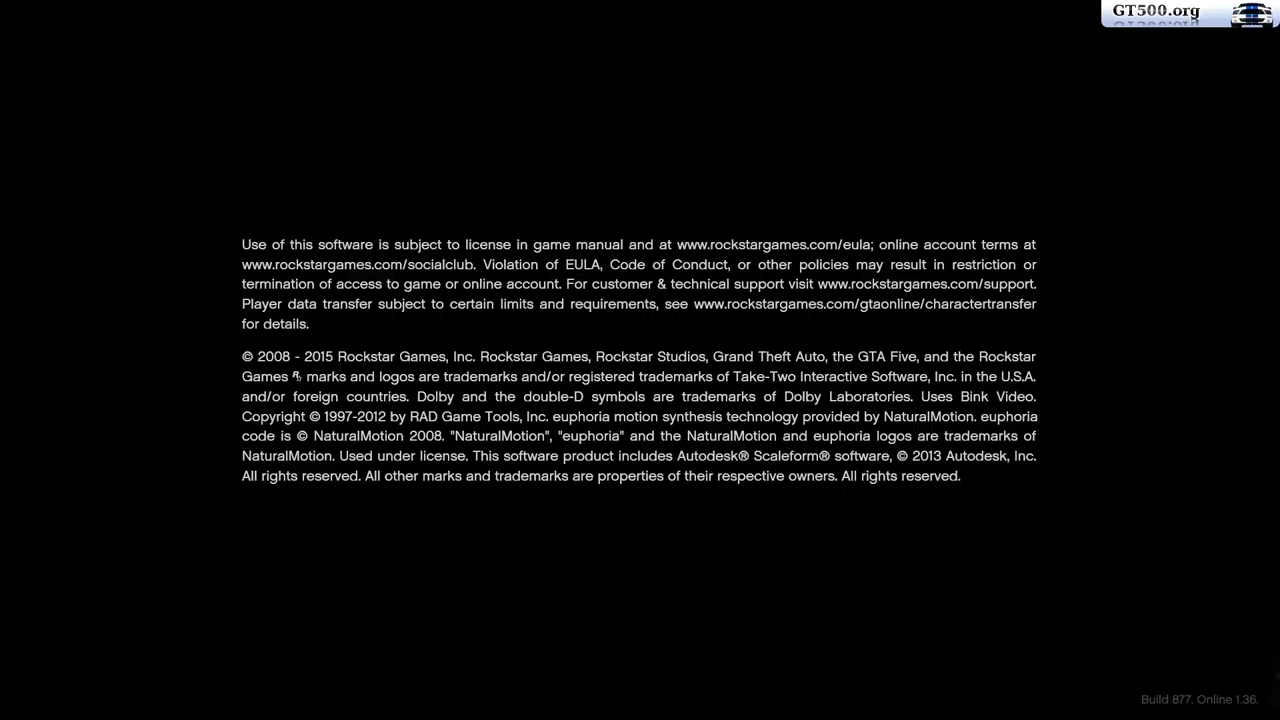 GT500.org
Use of this software is subject to license in game manual and at www.rockstargames.com/eula; online account terms at
www.rockstargames.com/socialclub. Violation of EULA, Code of Conduct, or other policies may result in restriction or
termination of access to game or online account. For customer & technical support visit www.rockstargames.com/support.
Player data transfer subject to certain limits and requirements, see www.rockstargames.com/gtaonline/charactertransfer
for details.
© 2008 - 2015 Rockstar Games, Inc. Rockstar Games, Rockstar Studios, Grand Theft Auto, the GTA Five, and the Rockstar
Games R* marks and logos are trademarks and/or registered trademarks of Take-Two Interactive Software, Inc. in the U.S.A.
and/or foreign countries. Dolby and the double-D symbols are trademarks of Dolby Laboratories. Uses Bink Video.
Copyright © 1997-2012 by RAD Game Tools, Inc. euphoria motion synthesis technology provided by NaturalMotion. euphoria
code is © NaturalMotion 2008. "NaturalMotion", "euphoria" and the NaturalMotion and euphoria logos are trademarks of
NaturalMotion. Used under license. This software product includes Autodesk® Scaleform® software, © 2013 Autodesk, Inc.
All rights reserved. All other marks and trademarks are properties of their respective owners. All rights reserved.
Build 877. Online 1.36.